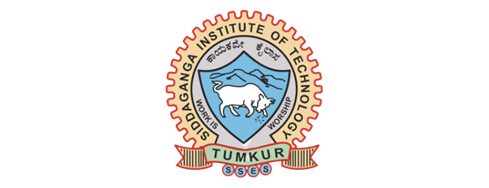 SIDDAGANGA INSTITUTE OF TECHNOLOGY
ಕಾಯಕವೇ ಕೈಲಾಸ
WORK IS WORSHIP
TUMKUR
SSES